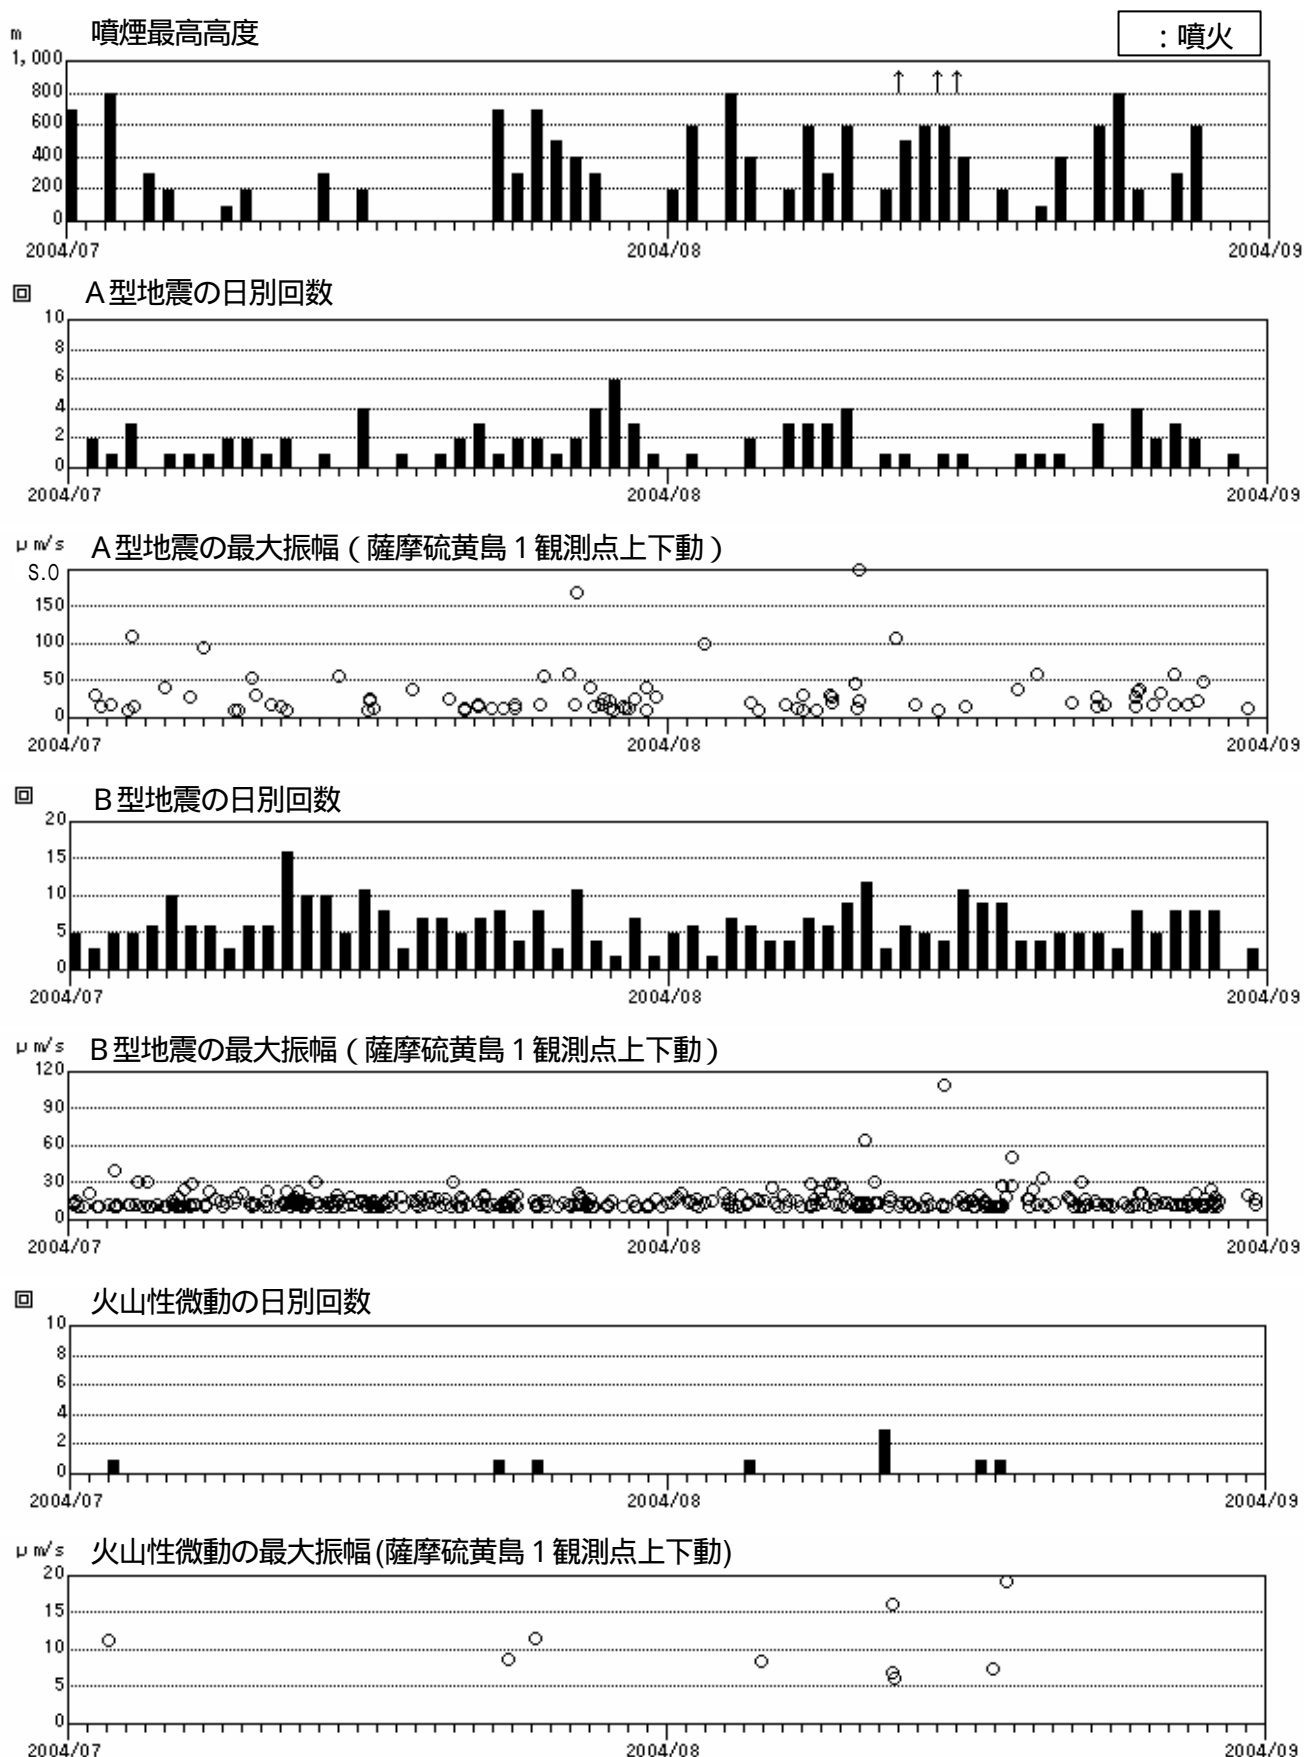 m 噴煙最高高度
：噴火
1,000
↑ ↑ ↑
800
600
400
200
0
2004/07 2004/08 2004/09
回 A型地震の日別回数
10
8
6
4
2
0
2004/07 2004/08 2004/09
μm/s A型地震の最大振幅（薩摩硫黄島1観測点上下動）
S.O
150
100
50
0
2004/07 2004/08 2004/09
回 B型地震の日別回数
20
15
10
5
0
2004/07 2004/08 2004/09
μm/s B型地震の最大振幅（薩摩硫黄島1観測点上下動）
120
90
60
30
0
2004/07 2004/08 2004/09
回 火山性微動の日別回数
10
8
6
4
2
0
2004/07 2004/08 2004/09
μm/s 火山性微動の最大振幅(薩摩硫黄島1観測点上下動)
20
15
10
5
0
2004/07 2004/08 2004/09